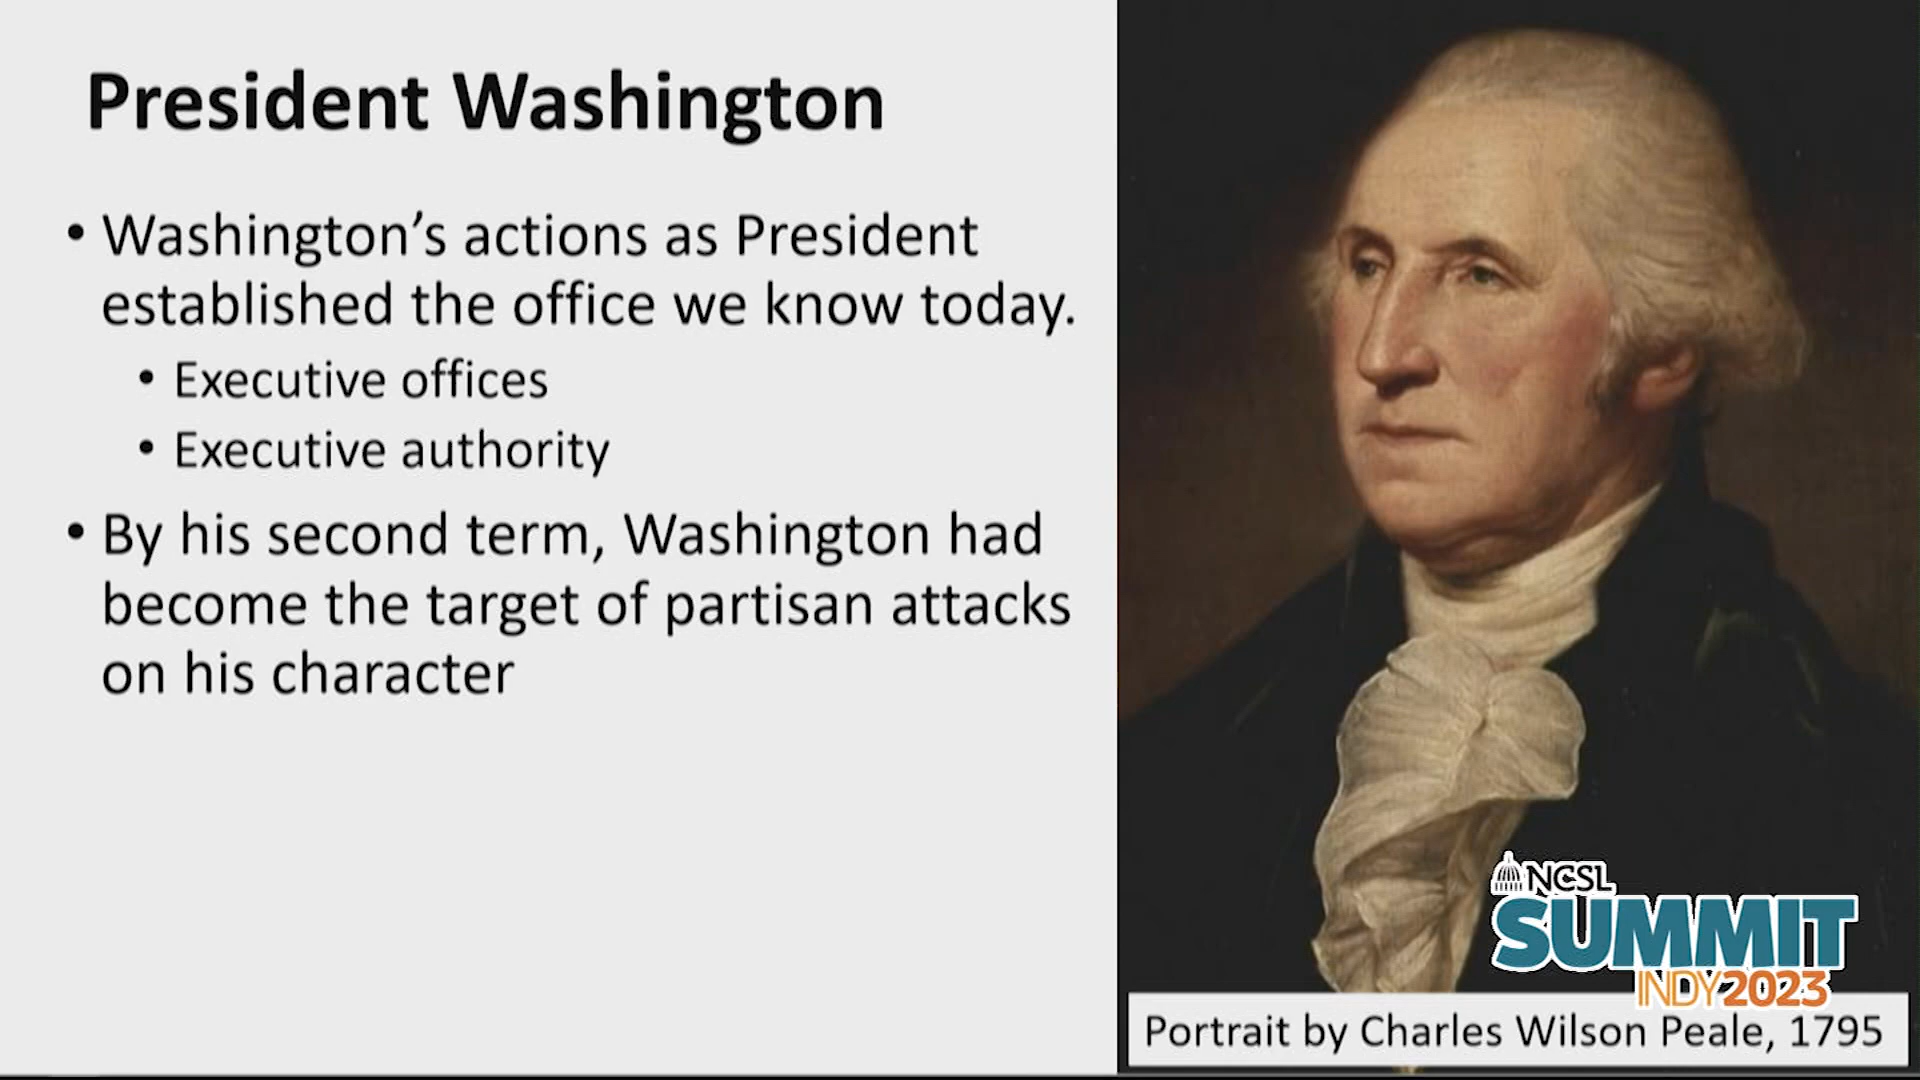 President Washington
• Washington's actions as President
established the office we know today.
• Executive offices
• Executive authority
• By his second term, Washington had
become the target of partisan attacks
on his character
NCSL
SUMMIT
INDY2023
Portrait by Charles Wilson Peale, 1795